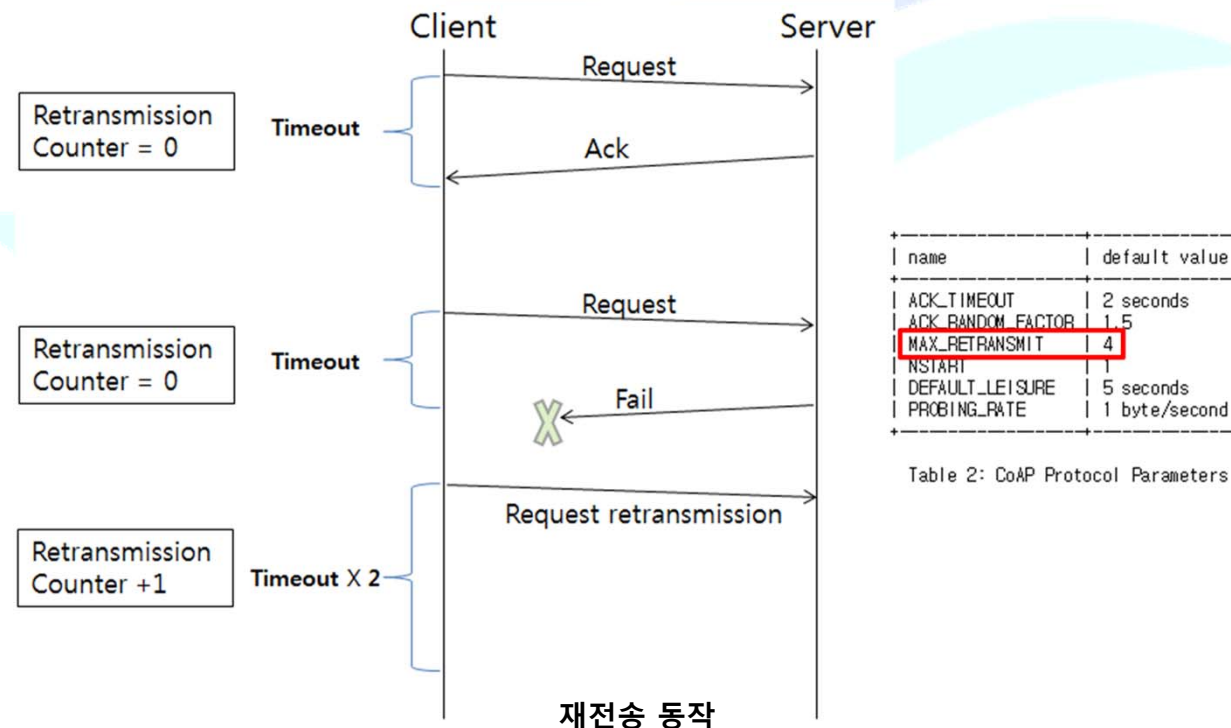 Client
Server
Request
Retransmission
Counter = 0
Timeout
Ack
Request
Retransmission
Counter = 0
Timeout
Fail
X
Request retransmission
Retransmission
Counter +1
Timeout X 2
재전송 동작
| name | default value
| ACK_TIMEOUT | 2 seconds
| ACK_RANDOM_FACTOR | 1.5
| MAX_RETRANSMIT | 4
| NSTART | 1
| DEFAULT_LEISURE | 5 seconds
| PROBING_RATE | 1 byte/second
Table 2: CoAP Protocol Parameters